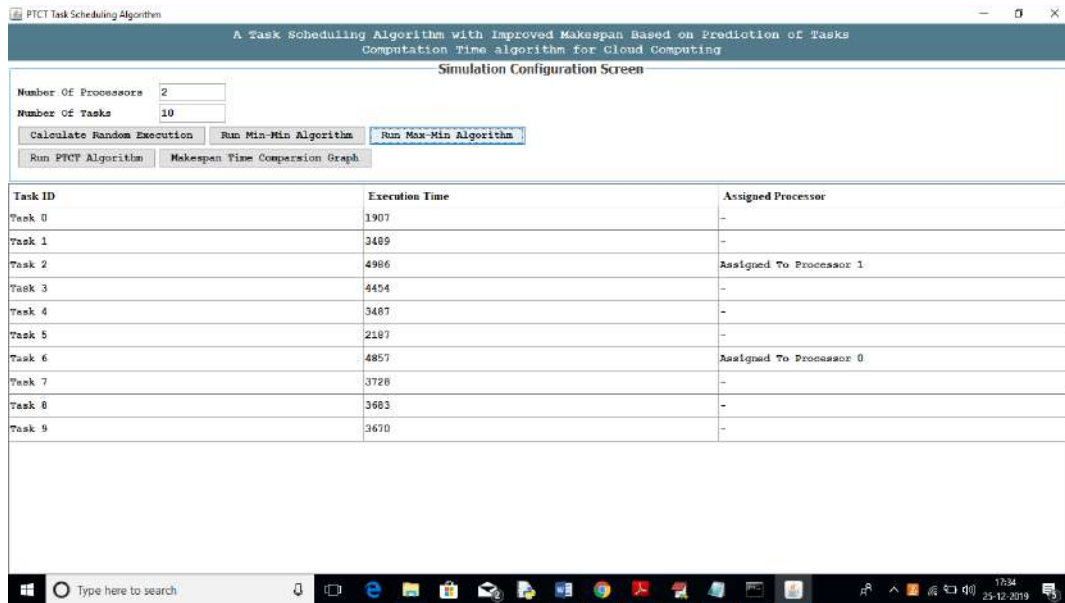 PTCT Task Scheduling Algorithm
A Task Scheduling Algorithm with Improved Makespan Based on Prediction of Tasks
Computation Time algorithm for Cloud Computing
Simulation Configuration Screen
Number Of Processors 2
Number Of Tasks 10
Calculate Random Execution Run Min-Min Algorithm Run Max-Min Algorithm
Run PTCT Algorithm Makespan Time Comparsion Graph
Task ID Execution Time Assigned Processor
Task 0 1907 -
Task 1 3489 -
Task 2 4986 Assigned To Processor 1
Task 3 4454 -
Task 4 3487 -
Task 5 2187 -
Task 6 4857 Assigned To Processor 0
Task 7 3728 -
Task 8 3683 -
Task 9 3670 -
Type here to search
17:34
25-12-2019